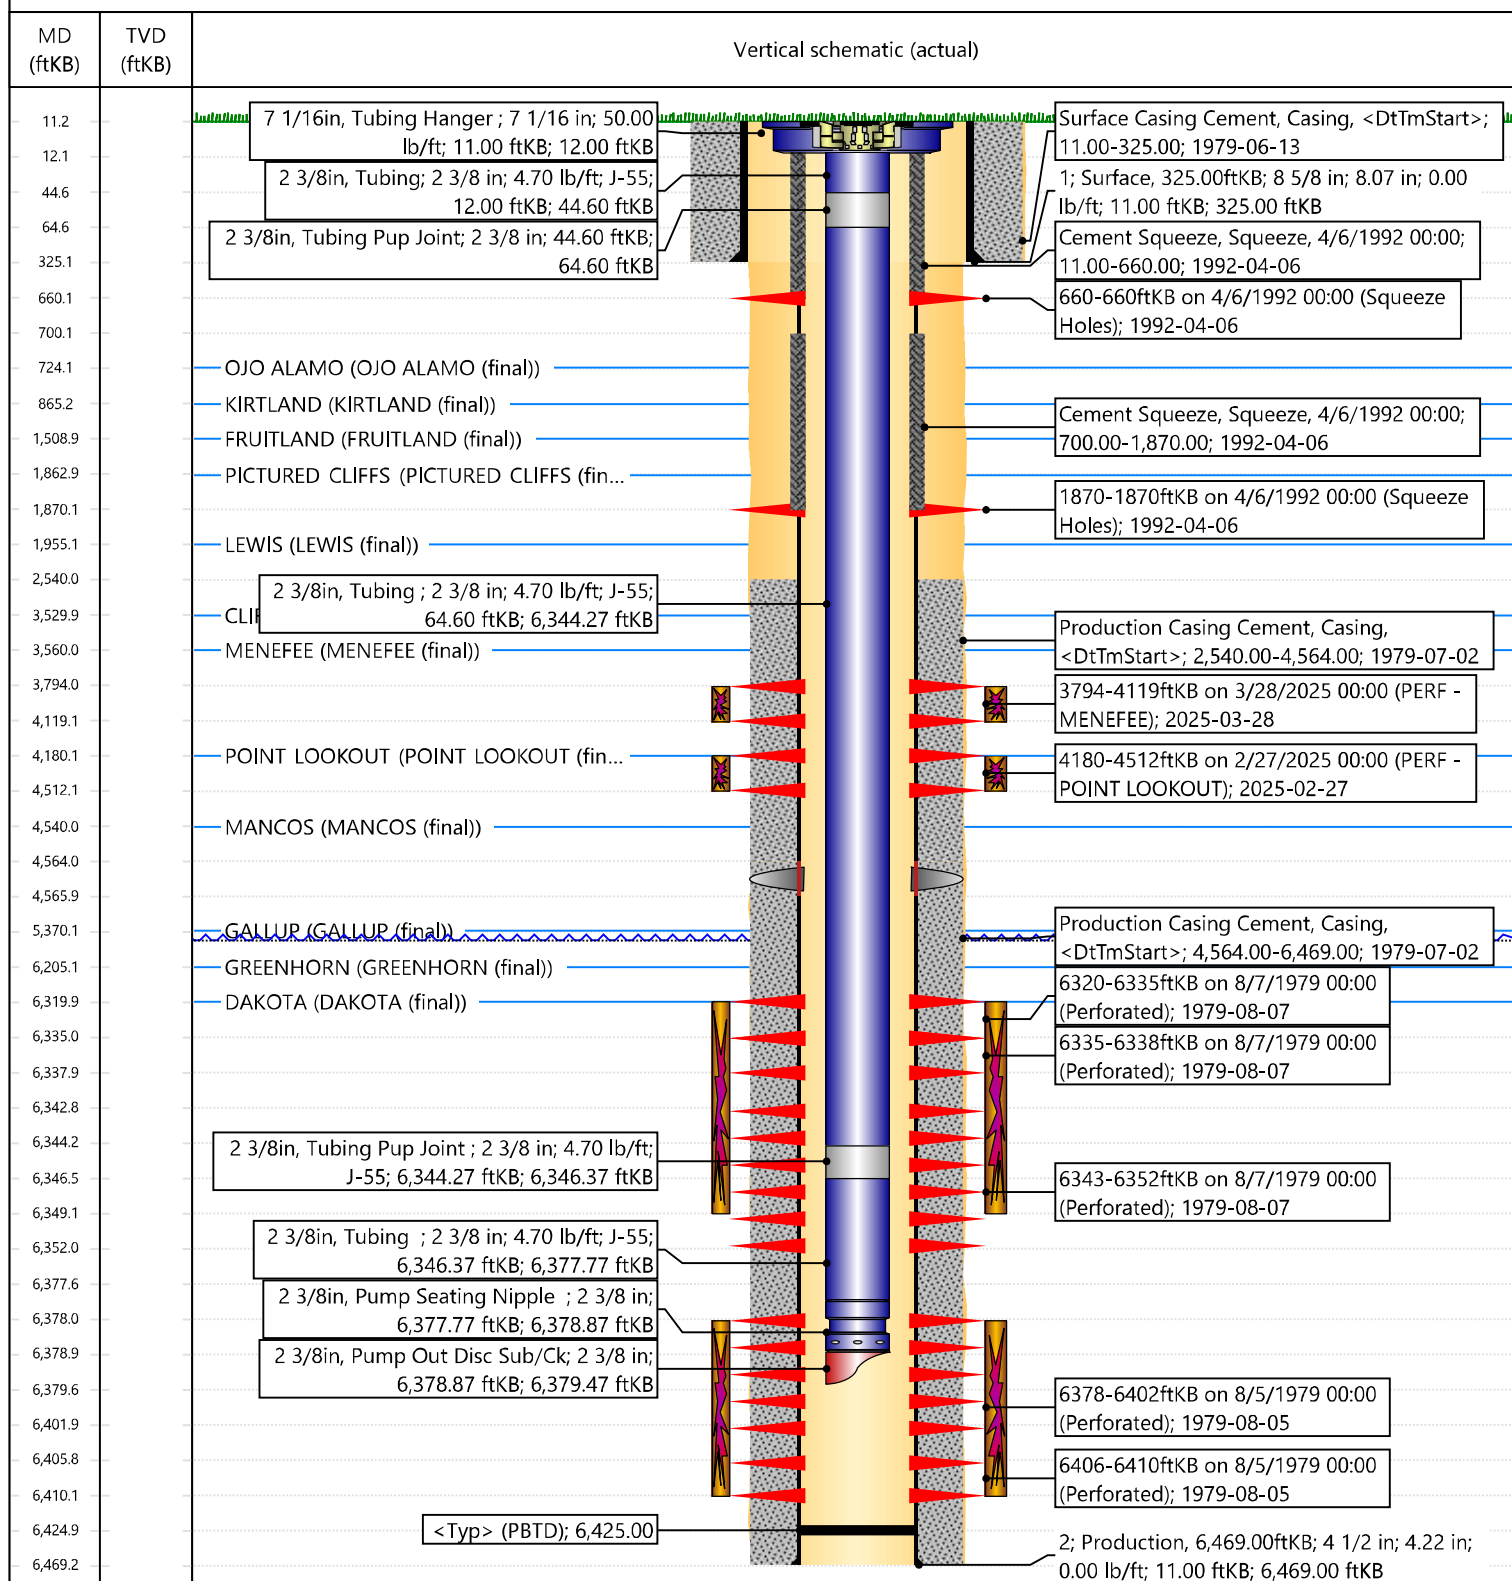 MD
(ftKB)
TVD
(ftKB)
Vertical schematic (actual)
11.2
12.1
44.6
64.6
325.1
660.1
700.1
724.1
865.2
1,508.9
1,862.9
1,870.1
1,955.1
2,540.0
3,529.9
3,560.0
3,794.0
4,119.1
4,180.1
4,512.1
4,540.0
4,564.0
4,565.9
5,370.1
6,205.1
6,319.9
6,335.0
6,337.9
6,342.8
6,344.2
6,346.5
6,349.1
6,352.0
6,377.6
6,378.0
6,378.9
6,379.6
6,401.9
6,405.8
6,410.1
6,424.9
6,469.2
7 1/16in, Tubing Hanger ; 7 1/16 in; 50.00
lb/ft; 11.00 ftKB; 12.00 ftKB
2 3/8in, Tubing; 2 3/8 in; 4.70 lb/ft; J-55;
12.00 ftKB; 44.60 ftKB
2 3/8in, Tubing Pup Joint; 2 3/8 in; 44.60 ftKB;
64.60 ftKB
OJO ALAMO (OJO ALAMO (final))
KIRTLAND (KIRTLAND (final))
FRUITLAND (FRUITLAND (final))
PICTURED CLIFFS (PICTURED CLIFFS (fin...
LEWIS (LEWIS (final))
2 3/8in, Tubing ; 2 3/8 in; 4.70 lb/ft; J-55;
64.60 ftKB; 6,344.27 ftKB
MENEFEE (MENEFEE (final))
POINT LOOKOUT (POINT LOOKOUT (fin...
MANCOS (MANCOS (final))
GALLUP (GALLUP (final))
GREENHORN (GREENHORN (final))
DAKOTA (DAKOTA (final))
2 3/8in, Tubing Pup Joint ; 2 3/8 in; 4.70 lb/ft;
J-55; 6,344.27 ftKB; 6,346.37 ftKB
2 3/8in, Tubing ; 2 3/8 in; 4.70 lb/ft; J-55;
6,346.37 ftKB; 6,377.77 ftKB
2 3/8in, Pump Seating Nipple ; 2 3/8 in;
6,377.77 ftKB; 6,378.87 ftKB
2 3/8in, Pump Out Disc Sub/Ck; 2 3/8 in;
6,378.87 ftKB; 6,379.47 ftKB
<Typ> (PBTD); 6,425.00
Surface Casing Cement, Casing, <DtTmStart>;
11.00-325.00; 1979-06-13
1; Surface, 325.00ftKB; 8 5/8 in; 8.07 in; 0.00
lb/ft; 11.00 ftKB; 325.00 ftKB
Cement Squeeze, Squeeze, 4/6/1992 00:00;
11.00-660.00; 1992-04-06
660-660ftKB on 4/6/1992 00:00 (Squeeze
Holes); 1992-04-06
Cement Squeeze, Squeeze, 4/6/1992 00:00;
700.00-1,870.00; 1992-04-06
1870-1870ftKB on 4/6/1992 00:00 (Squeeze
Holes); 1992-04-06
Production Casing Cement, Casing,
<DtTmStart>; 2,540.00-4,564.00; 1979-07-02
3794-4119ftKB on 3/28/2025 00:00 (PERF -
MENEFEE); 2025-03-28
4180-4512ftKB on 2/27/2025 00:00 (PERF -
POINT LOOKOUT); 2025-02-27
Production Casing Cement, Casing,
<DtTmStart>; 4,564.00-6,469.00; 1979-07-02
6320-6335ftKB on 8/7/1979 00:00
(Perforated); 1979-08-07
6335-6338ftKB on 8/7/1979 00:00
(Perforated); 1979-08-07
6343-6352ftKB on 8/7/1979 00:00
(Perforated); 1979-08-07
6378-6402ftKB on 8/5/1979 00:00
(Perforated); 1979-08-05
6406-6410ftKB on 8/5/1979 00:00
(Perforated); 1979-08-05
2; Production, 6,469.00ftKB; 4 1/2 in; 4.22 in;
0.00 lb/ft; 11.00 ftKB; 6,469.00 ftKB